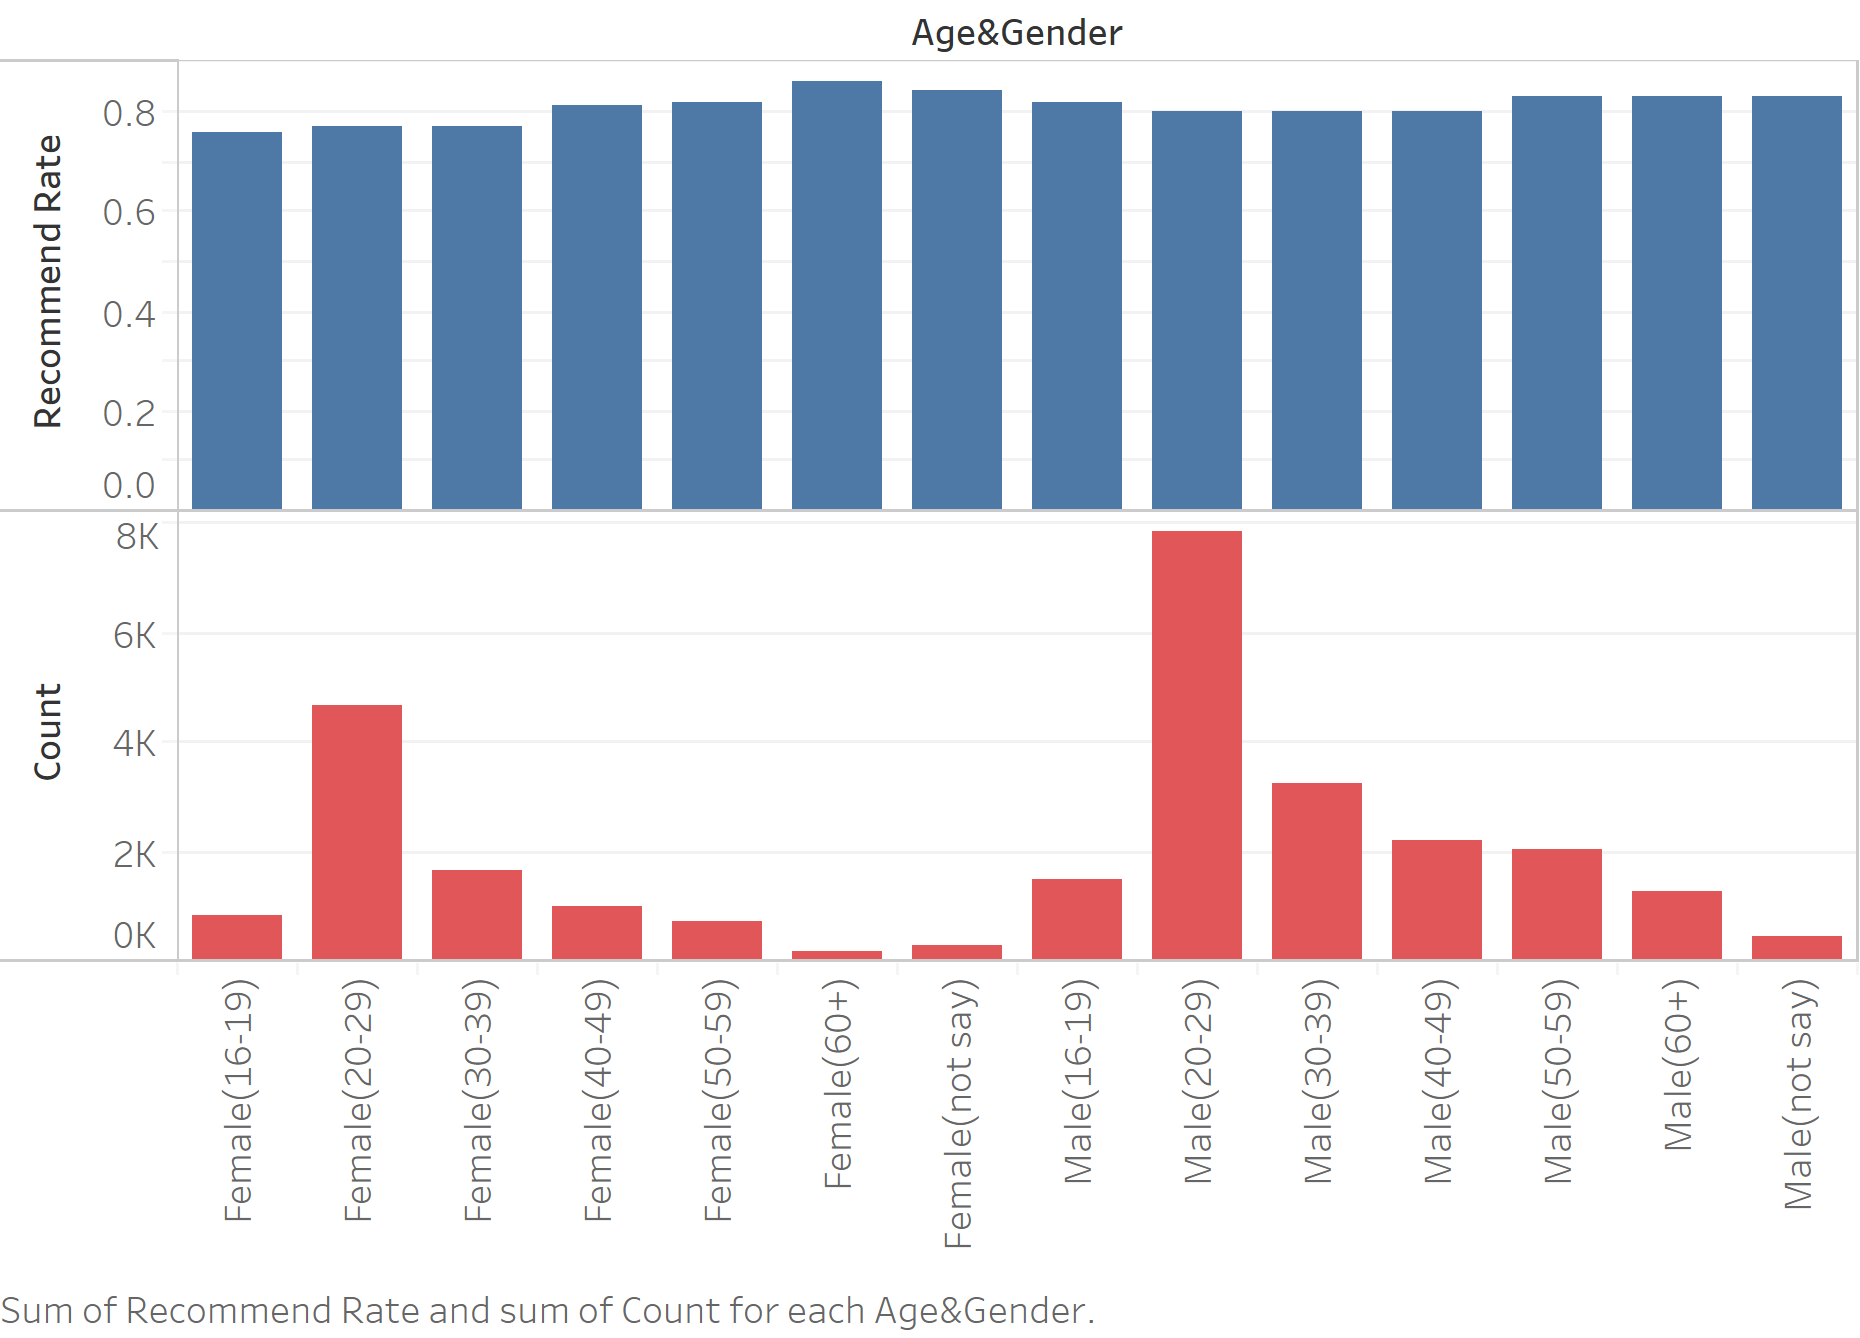 Age&Gender
Recommend Rate
0.8
0.6
0.4
0.2
0.0
Count
8K
6K
4K
2K
0K
Female(16-19)
Female(20-29)
Female(30-39)
Female(40-49)
Female(50-59)
Female(60+)
Female(not say)
Male(16-19)
Male(20-29)
Male(30-39)
Male(40-49)
Male(50-59)
Male(60+)
Male(not say)
Sum of Recommend Rate and sum of Count for each Age&Gender.